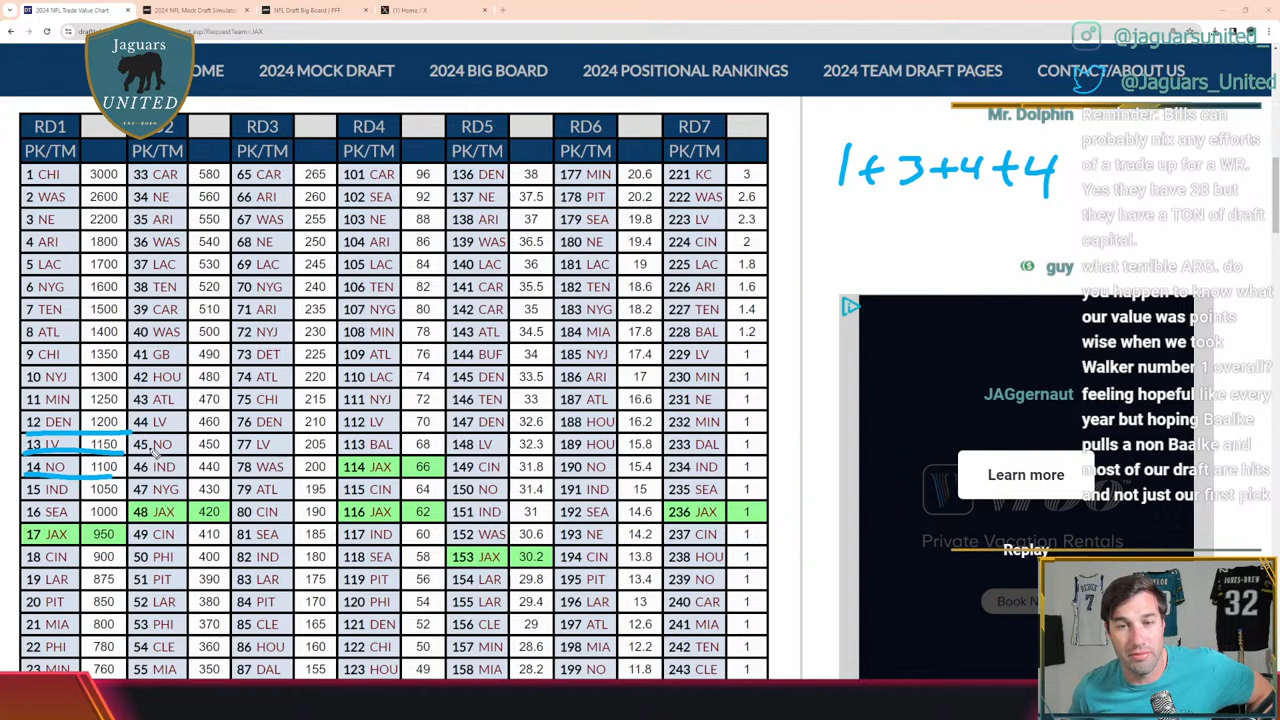 2024 NFL Trade Value Chart
2024 NFL Mock Draft Simulator
NFL Draft Big Board | PFF
(1) Home / X
Jaguars
UNITED
HOME
2024 MOCK DRAFT
2024 BIG BOARD
2024 POSITIONAL RANKINGS
2024 TEAM DRAFT PAGES
CONTACT/ABOUT US
@jaguarsunited_
@Jaguars_United
RD1 RD3 RD4 RD5 RD6 RD7
PK/TM PK/TM PK/TM PK/TM PK/TM PK/TM PK/TM
1 CHI 3000 33 CAR 580 65 CAR 265 101 CAR 96 136 DEN 38 177 MIN 20.6 221 KC 3
2 WAS 2600 34 NE 560 66 ARI 260 102 SEA 92 137 NE 37.5 178 PIT 20.2 222 WAS 2.6
3 NE 2200 35 ARI 550 67 WAS 255 103 NE 88 138 ARI 37 179 SEA 19.8 223 LV 2.3
4 ARI 1800 36 WAS 540 68 NE 250 104 ARI 86 139 WAS 36.5 180 NE 19.4 224 CIN 2
5 LAC 1700 37 LAC 530 69 LAC 245 105 LAC 84 140 LAC 36 181 LAC 19 225 LAC 1.8
6 NYG 1600 38 TEN 520 70 NYG 240 106 TEN 82 141 CAR 35.5 182 TEN 18.6 226 ARI 1.6
7 TEN 1500 39 CAR 510 71 ARI 235 107 NYG 80 142 CAR 35 183 NYG 18.2 227 TEN 1.4
8 ATL 1400 40 WAS 500 72 NYJ 230 108 MIN 78 143 ATL 34.5 184 MIA 17.8 228 BAL 1.2
9 CHI 1350 41 GB 490 73 DET 225 109 ATL 76 144 BUF 34 185 NYJ 17.4 229 LV 1
10 NYJ 1300 42 HOU 480 74 ATL 220 110 LAC 74 145 DEN 33.5 186 ARI 17 230 MIN 1
11 MIN 1250 43 ATL 470 75 CHI 215 111 NYJ 72 146 TEN 33 187 ATL 16.6 231 NE 1
12 DEN 1200 44 LV 460 76 DEN 210 112 LV 70 147 DEN 32.6 188 HOU 16.2 232 MIN 1
13 LV 1150 45 NO 450 77 LV 205 113 BAL 68 148 LV 32.3 189 HOU 15.8 233 DAL 1
14 NO 1100 46 IND 440 78 WAS 200 114 JAX 66 149 CIN 31.8 190 NO 15.4 234 IND 1
15 IND 1050 47 NYG 430 79 ATL 195 115 CIN 64 150 NO 31.4 191 IND 15 235 SEA 1
16 SEA 1000 48 JAX 420 80 CIN 190 116 JAX 62 151 IND 31 192 SEA 14.6 236 JAX 1
17 JAX 950 49 CIN 410 81 SEA 185 117 IND 60 152 WAS 30.6 193 NE 14.2 237 CIN 1
18 CIN 900 50 PHI 400 82 IND 180 118 SEA 58 153 JAX 30.2 194 CIN 13.8 238 HOU 1
19 LAR 875 51 PIT 390 83 LAR 175 119 PIT 56 154 LAR 29.8 195 PIT 13.4 239 NO 1
20 PIT 850 52 LAR 380 84 PIT 170 120 PHI 54 155 LAR 29.4 196 LAR 13 240 CAR 1
21 MIA 800 53 PHI 370 85 CLE 165 121 DEN 52 156 CLE 29 197 ATL 12.6 241 MIA 1
22 PHI 780 54 CLE 360 86 HOU 160 122 CHI 50 157 MIN 28.6 198 MIA 12.2 242 TEN 1
23 MIN 760 55 MIA 350 87 DAL 155 123 HOU 49 158 MIA 28.2 199 NO 11.8 243 CLE 1
1+3+4+4
Mr. Dolphin
Reminder: Bills can
probably nix any efforts
of a trade up for a WR.
Yes they have 28 but
they have a TON of draft
capital.
guy
what terrible ARG. do
you happen to know what
our value was points
wise when we took
Walker number 1 overall?
JAGgernaut
feeling hopeful like every
year but hoping Baalke
pulls a non Baalke and
most of our draft are hits
and not just our first pick
Learn more
Private Vacation Rentals
Replay
Book N
7
TAYLOR
JONES-DREW
32